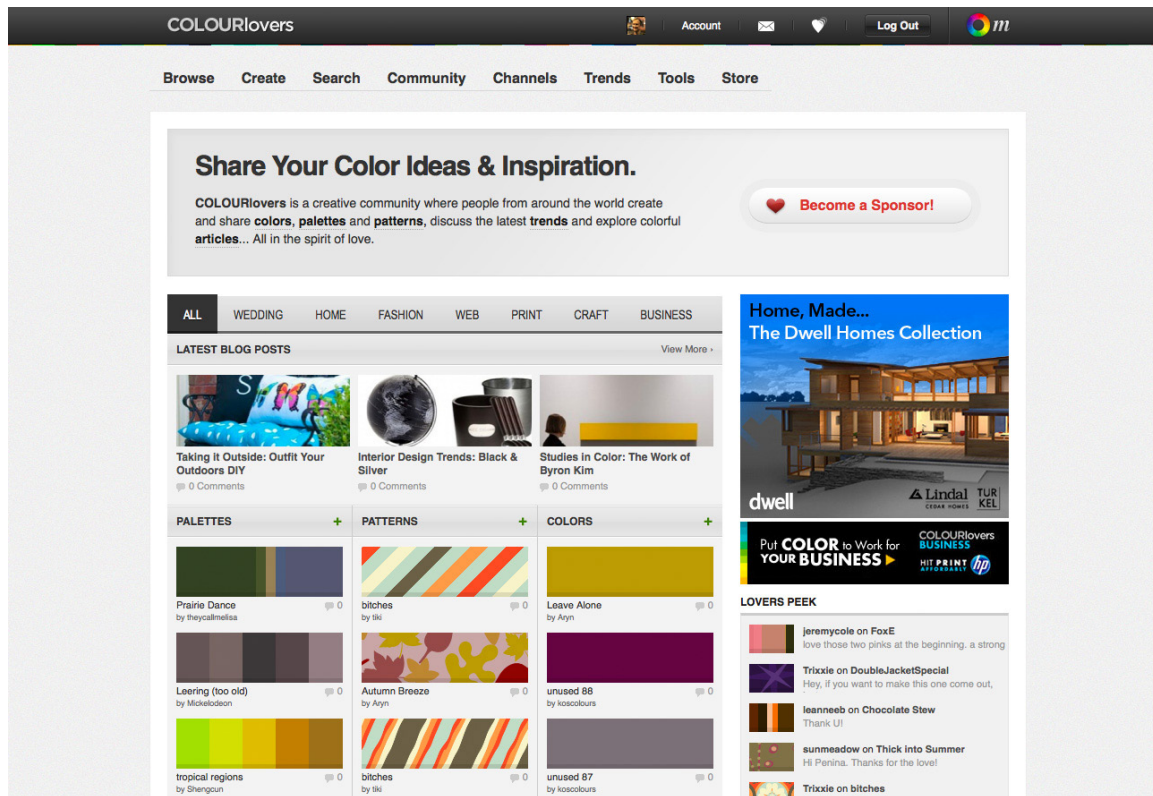 COLOURlovers
Account
Log Out
m
Browse Create Search Community Channels Trends Tools Store
Share Your Color Ideas & Inspiration.
COLOURlovers is a creative community where people from around the world create
and share colors, palettes and patterns, discuss the latest trends and explore colorful
articles... All in the spirit of love.
Become a Sponsor!
ALL WEDDING HOME FASHION WEB PRINT CRAFT BUSINESS
LATEST BLOG POSTS
View More ›
Taking it Outside: Outfit Your
Outdoors DIY
0 Comments
Interior Design Trends: Black &
Silver
0 Comments
Studies in Color: The Work of
Byron Kim
0 Comments
PALETTES +
Prairie Dance 0
by theycallmelisa
Leering (too old) 0
by Mickelodeon
tropical regions 0
by Shengcun
PATTERNS +
bitches 0
by tiki
Autumn Breeze 0
by Aryn
bitches 0
by tiki
COLORS +
Leave Alone 0
by Aryn
unused 88 0
by koscolours
unused 87 0
by koscolours
Home, Made...
The Dwell Homes Collection
dwell
Lindal
CEDAR HOMES
TUR
KEL
Put COLOR to Work for
YOUR BUSINESS
COLOURlovers
BUSINESS
HIT PRINT
AFFORDABLY
hp
LOVERS PEEK
jeremycole on FoxE
love those two pinks at the beginning. a strong
Trixxie on DoubleJacketSpecial
Hey, if you want to make this one come out,
leanneeb on Chocolate Stew
Thank U!
sunmeadow on Thick into Summer
Hi Penina. Thanks for the love!
Trixxie on bitches